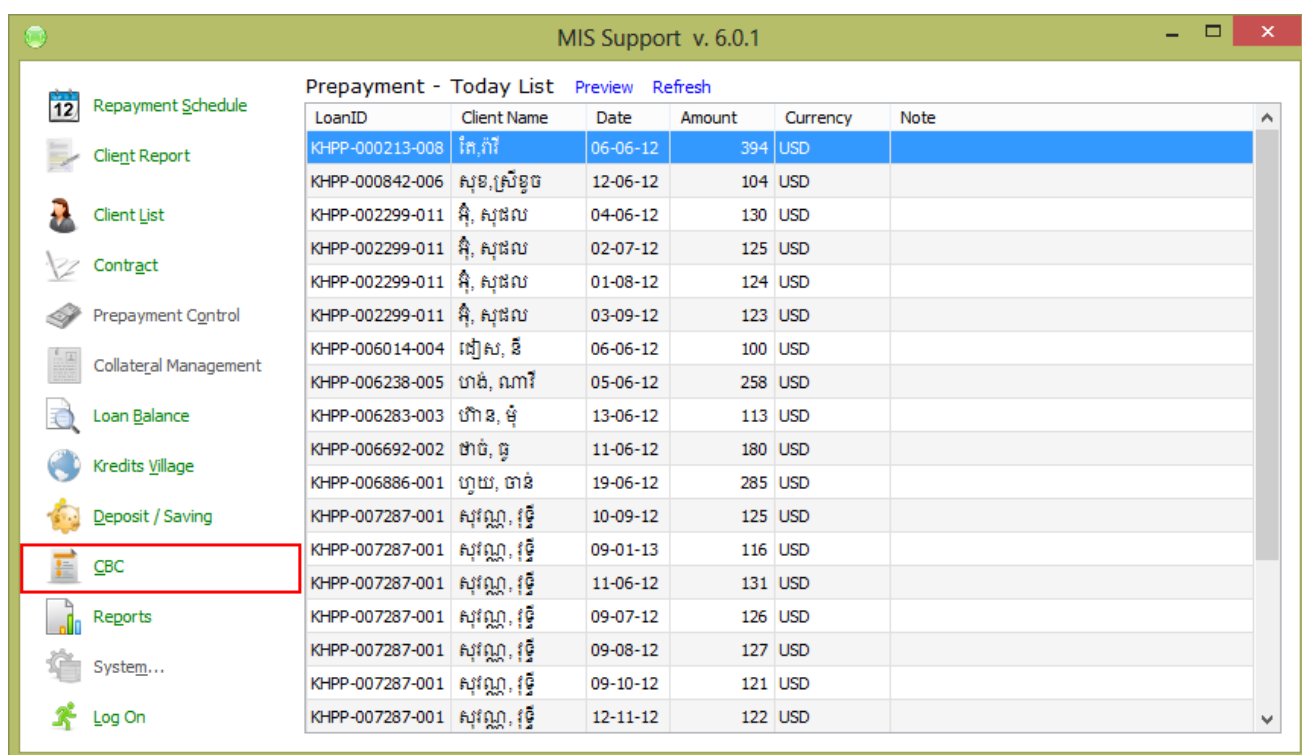 MIS Support v. 6.0.1
12
Repayment Schedule
Client Report
Client List
Contract
Prepayment Control
Collateral Management
Loan Balance
Kredits Village
Deposit / Saving
CBC
Reports
System...
Log On
Prepayment - Today List Preview Refresh
LoanID Client Name Date Amount Currency Note
KHPP-000213-008 តែ,រ៉ាវី 06-06-12 394 USD
KHPP-000842-006 សុខ,ស្រីខូច 12-06-12 104 USD
KHPP-002299-011 អ៊ុំ, សុផល 04-06-12 130 USD
KHPP-002299-011 អ៊ុំ, សុផល 02-07-12 125 USD
KHPP-002299-011 អ៊ុំ, សុផល 01-08-12 124 USD
KHPP-002299-011 អ៊ុំ, សុផល 03-09-12 123 USD
KHPP-006014-004 ជៀស, នី 06-06-12 100 USD
KHPP-006238-005 ហង់, ណាវី 05-06-12 258 USD
KHPP-006283-003 ហ៊ាន, មុំ 13-06-12 113 USD
KHPP-006692-002 ថាច់, ធូ 11-06-12 180 USD
KHPP-006886-001 ហួយ, ចាន់ 19-06-12 285 USD
KHPP-007287-001 សុវណ្ណ, វុទ្ធី 10-09-12 125 USD
KHPP-007287-001 សុវណ្ណ, វុទ្ធី 09-01-13 116 USD
KHPP-007287-001 សុវណ្ណ, វុទ្ធី 11-06-12 131 USD
KHPP-007287-001 សុវណ្ណ, វុទ្ធី 09-07-12 126 USD
KHPP-007287-001 សុវណ្ណ, វុទ្ធី 09-08-12 127 USD
KHPP-007287-001 សុវណ្ណ, វុទ្ធី 09-10-12 121 USD
KHPP-007287-001 សុវណ្ណ, វុទ្ធី 12-11-12 122 USD